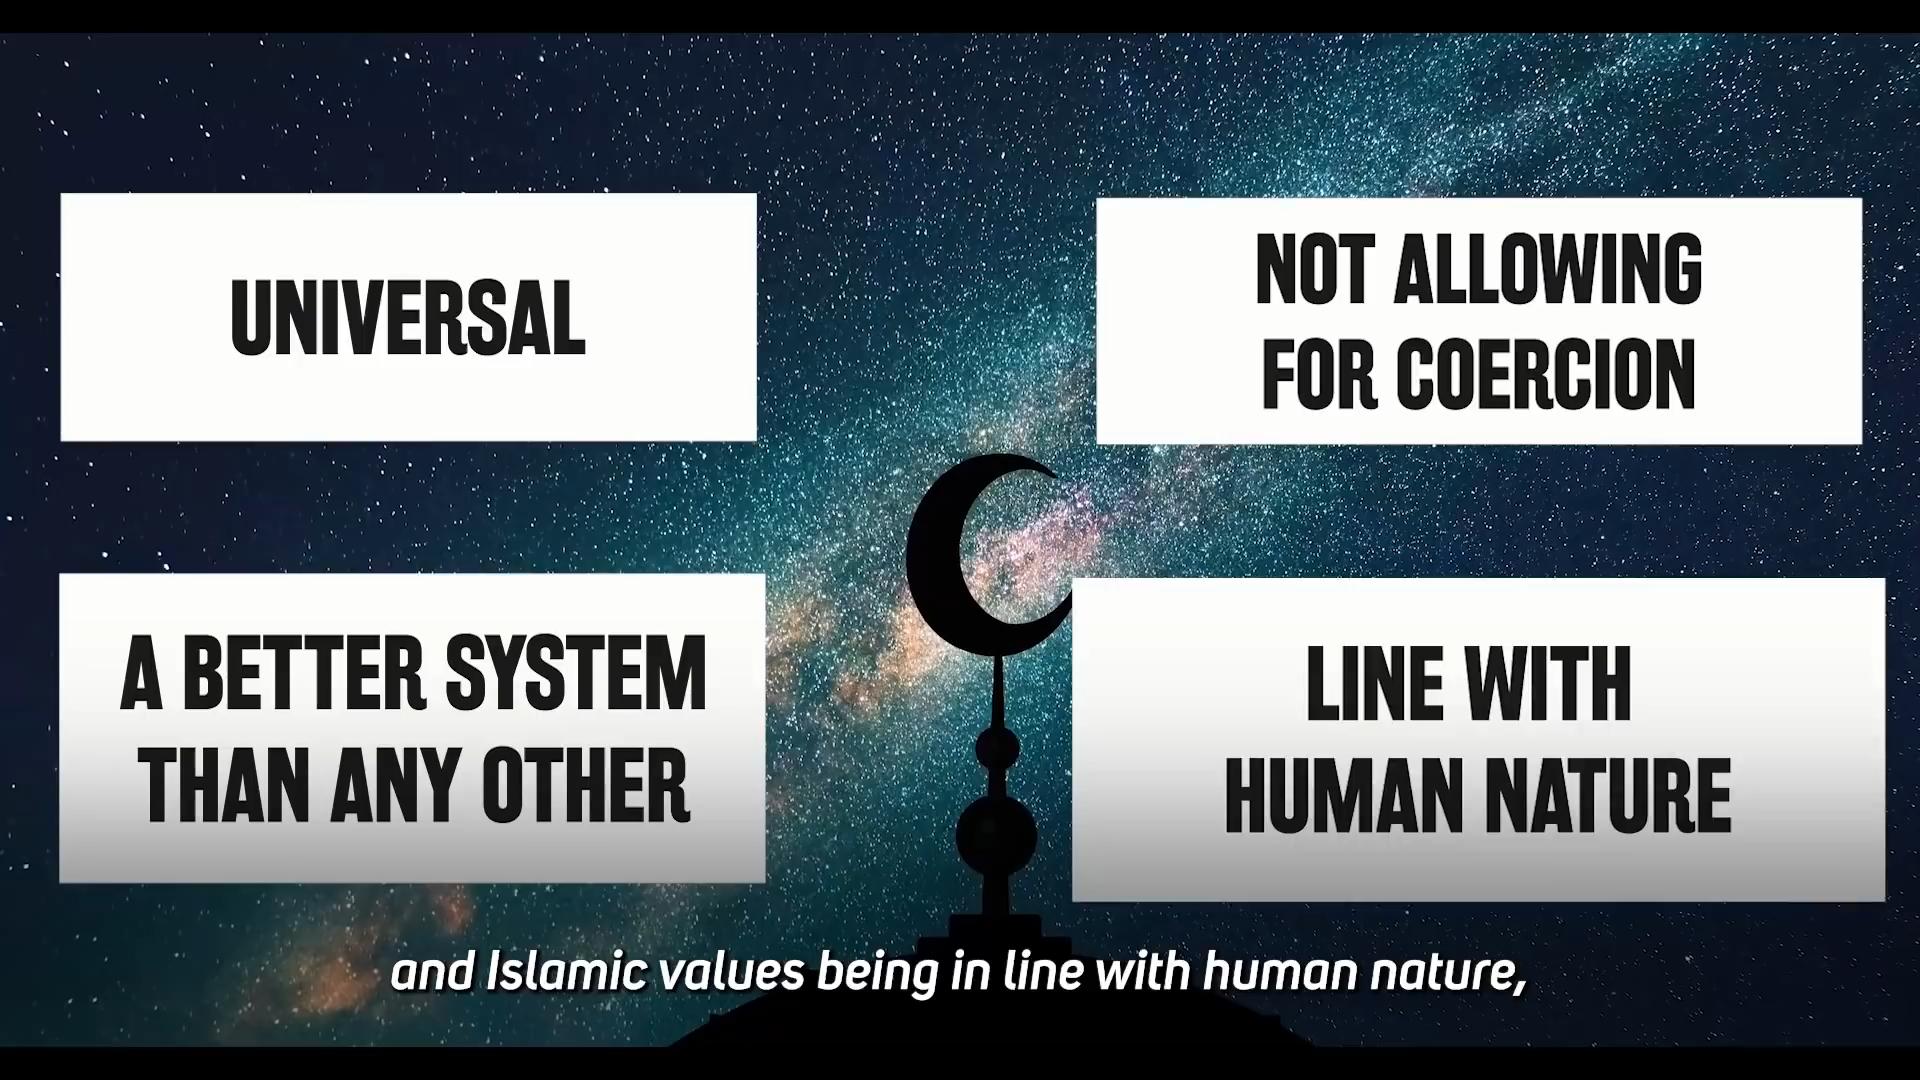 UNIVERSAL
NOT ALLOWING
FOR COERCION
A BETTER SYSTEM
THAN ANY OTHER
LINE WITH
HUMAN NATURE
and Islamic values being in line with human nature,